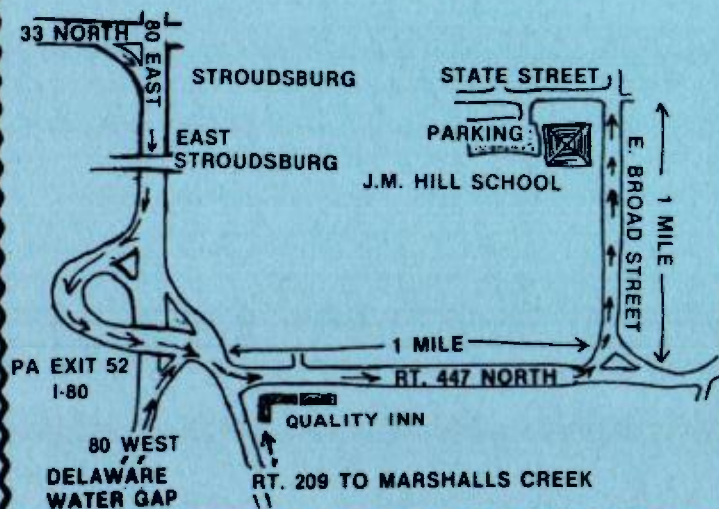 33 NORTH
80 EAST
STROUDSBURG
STATE STREET
EAST
STROUDSBURG
PARKING
J.M. HILL SCHOOL
E. BROAD STREET
1 MILE
1 MILE
PA EXIT 52
I-80
RT. 447 NORTH
QUALITY INN
80 WEST
DELAWARE
WATER GAP
RT. 209 TO MARSHALLS CREEK